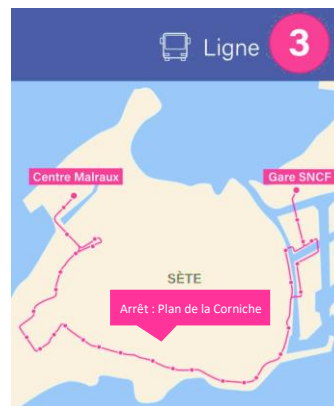 Ligne 3
Centre Malraux
Gare SNCF
SÈTE
Arrêt : Plan de la Corniche